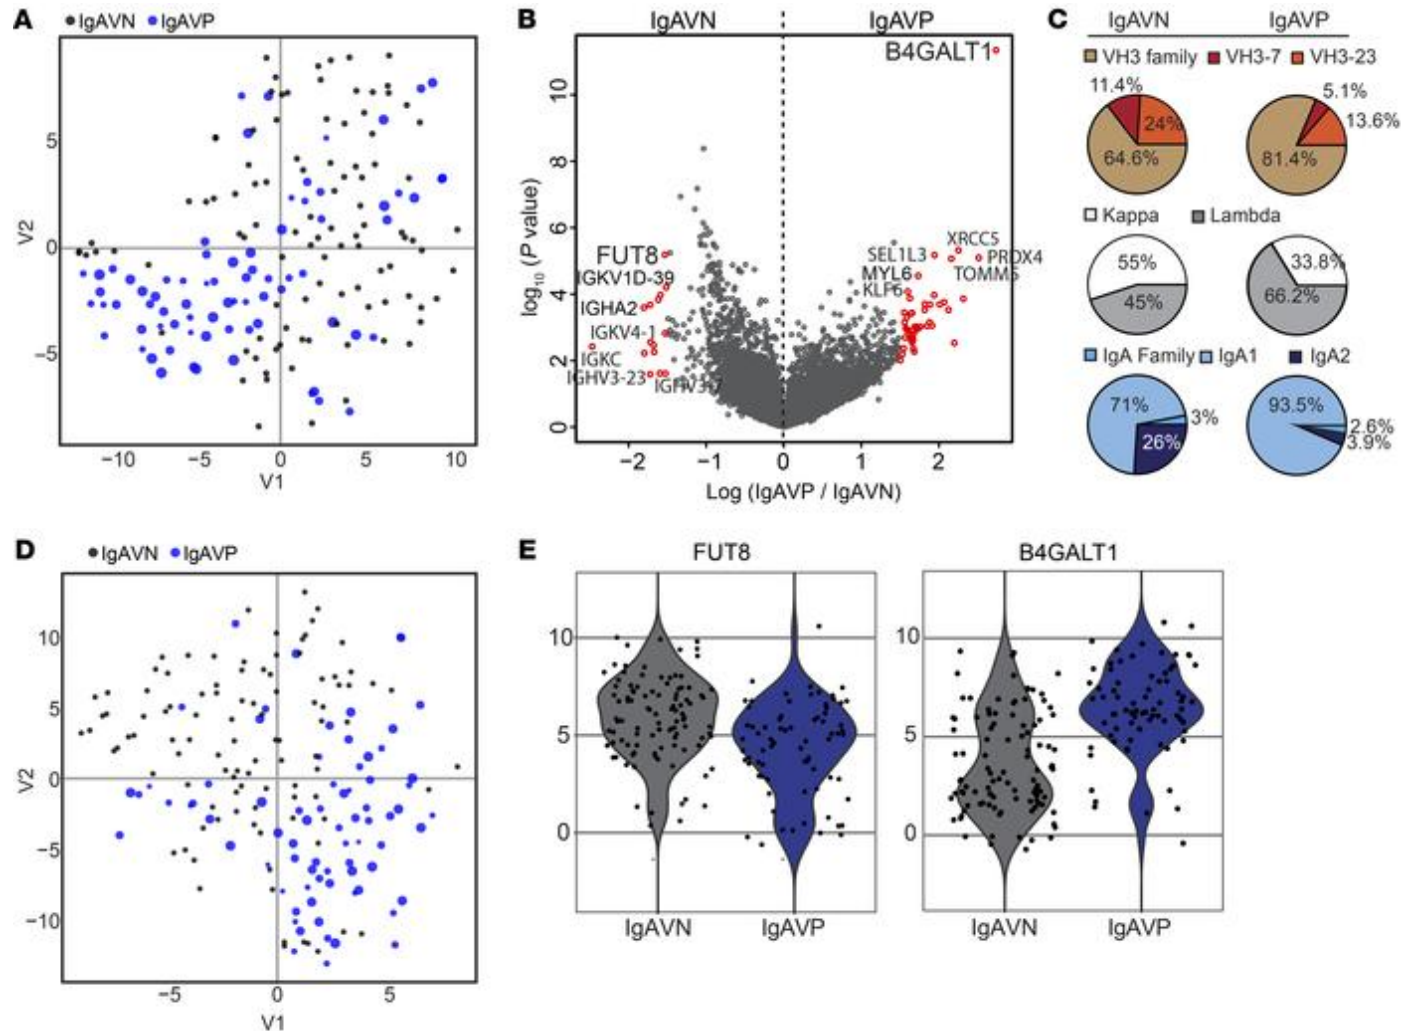 A
IgAVN IgAVP
V2
5
0
−5
−10 −5 0 5 10
V1
B
IgAVN IgAVP
log10 (P value)
10
8
6
4
2
0
B4GALT1
FUT8
IGKV1D-39
IGHA2
IGKV4-1
IGKC
IGHV3-23
IGHV3-7
XRCC5
SEL1L3
PRDX4
MYL6
TOMM5
KLF6
−2 −1 0 1 2
Log (IgAVP / IgAVN)
C
IgAVN IgAVP
VH3 family VH3-7 VH3-23
11.4%
24%
64.6%
5.1%
13.6%
81.4%
Kappa Lambda
55%
45%
33.8%
66.2%
IgA Family IgA1 IgA2
71%
3%
26%
93.5%
2.6%
3.9%
D
IgAVN IgAVP
V2
10
5
0
−5
−10
−5 0 5
V1
E
FUT8
10
5
0
IgAVN IgAVP
B4GALT1
10
5
0
IgAVN IgAVP